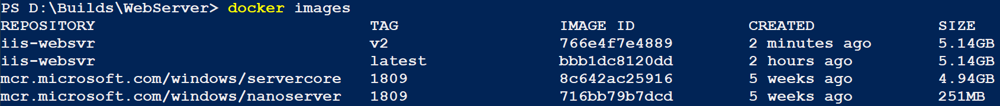 PS D:\Builds\WebServer> docker images
REPOSITORY TAG IMAGE ID CREATED SIZE
iis-websvr v2 766e4f7e4889 2 minutes ago 5.14GB
iis-websvr latest bbb1dc8120dd 2 hours ago 5.14GB
mcr.microsoft.com/windows/servercore 1809 8c642ac25916 5 weeks ago 4.94GB
mcr.microsoft.com/windows/nanoserver 1809 716bb79b7dcd 5 weeks ago 251MB